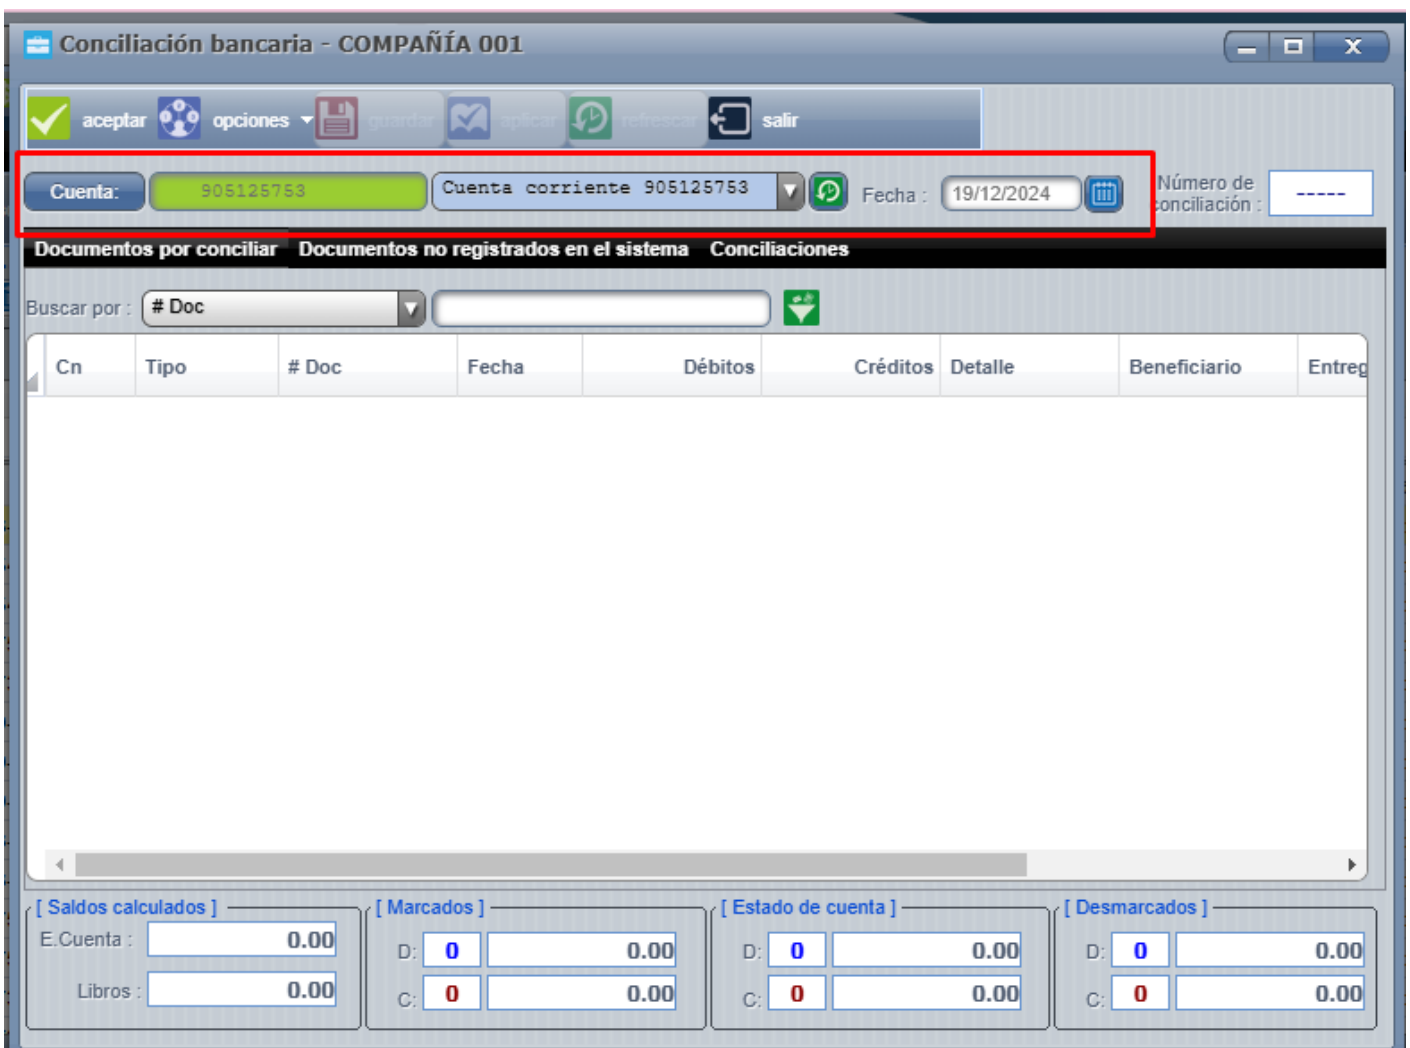 Conciliación bancaria - COMPAÑÍA 001
aceptar opciones guardar aplicar refrescar salir
Cuenta: 905125753 Cuenta corriente 905125753 Fecha : 19/12/2024 Número de
conciliación : -----
Documentos por conciliar Documentos no registrados en el sistema Conciliaciones
Buscar por : # Doc
Cn Tipo # Doc Fecha Débitos Créditos Detalle Beneficiario Entreg
[ Saldos calculados ] [ Marcados ] [ Estado de cuenta ] [ Desmarcados ]
E.Cuenta : 0.00 D: 0 0.00 D: 0 0.00 D: 0 0.00
Libros : 0.00 C: 0 0.00 C: 0 0.00 C: 0 0.00